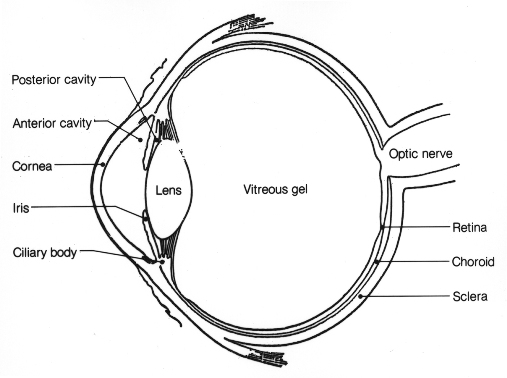 Posterior cavity
Anterior cavity
Cornea
Iris
Ciliary body
Lens
Vitreous gel
Optic nerve
Retina
Choroid
Sclera